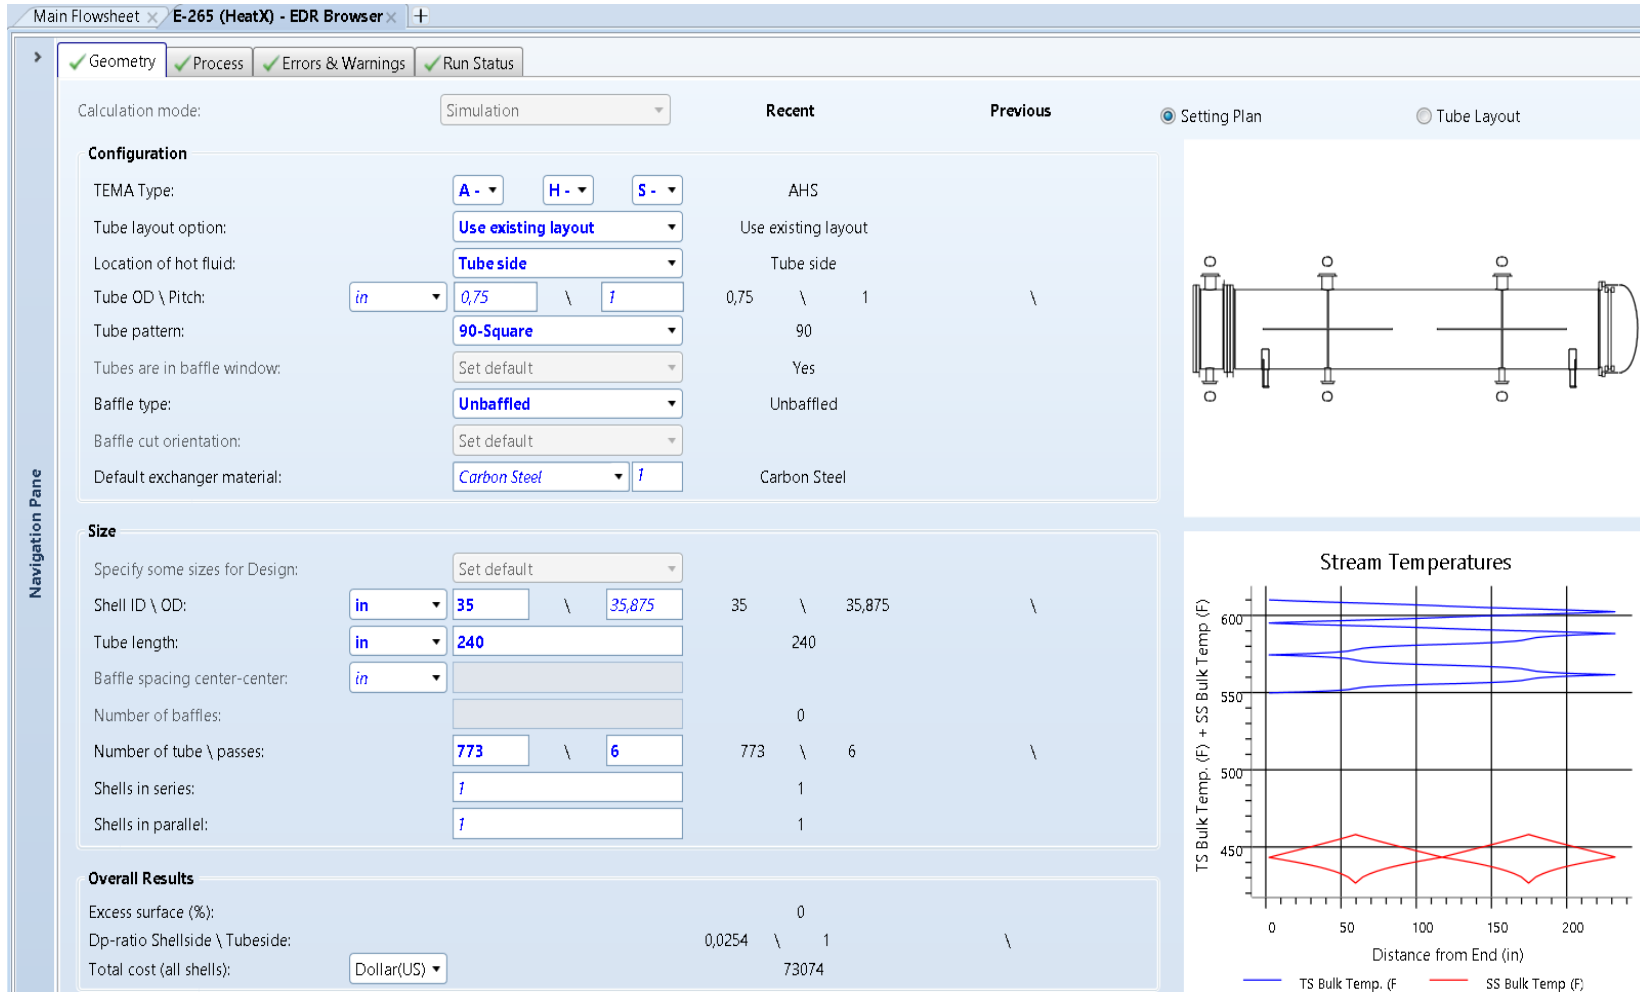 Main Flowsheet
E-265 (HeatX) - EDR Browser
Geometry
Process
Errors & Warnings
Run Status
Navigation Pane
Calculation mode: Simulation Recent Previous
Setting Plan
Tube Layout
Configuration
TEMA Type: A - H - S - AHS
Tube layout option: Use existing layout Use existing layout
Location of hot fluid: Tube side Tube side
Tube OD \ Pitch: in 0,75 \ 1 0,75 \ 1 \
Tube pattern: 90-Square 90
Tubes are in baffle window: Set default Yes
Baffle type: Unbaffled Unbaffled
Baffle cut orientation: Set default
Default exchanger material: Carbon Steel 1 Carbon Steel
Size
Specify some sizes for Design: Set default
Shell ID \ OD: in 35 \ 35,875 35 \ 35,875 \
Tube length: in 240 240
Baffle spacing center-center: in
Number of baffles: 0
Number of tube \ passes: 773 \ 6 773 \ 6 \
Shells in series: 1 1
Shells in parallel: 1 1
Overall Results
Excess surface (%): 0
Dp-ratio Shellside \ Tubeside: 0,0254 \ 1 \
Total cost (all shells): Dollar(US) 73074
Stream Temperatures
TS Bulk Temp. (F) + SS Bulk Temp (F)
600
550
500
450
0 50 100 150 200
Distance from End (in)
TS Bulk Temp. (F SS Bulk Temp (F)